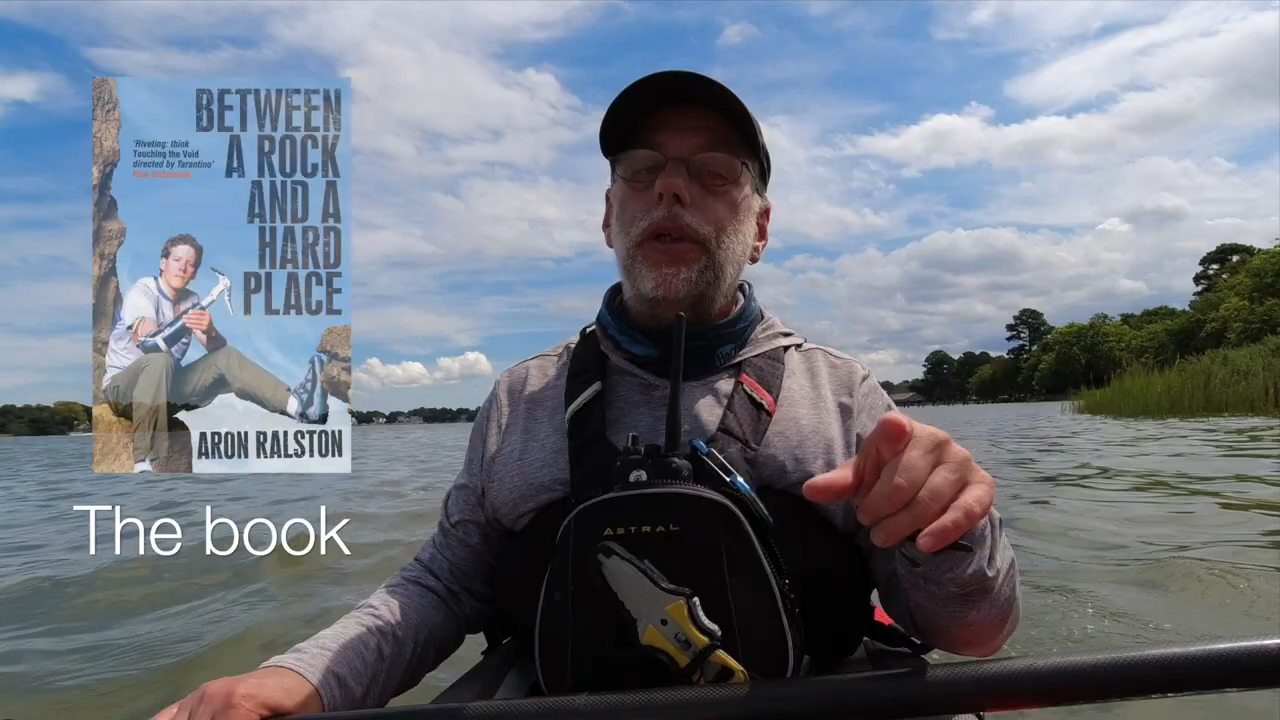 BETWEEN
A ROCK
AND A
HARD
PLACE
'Riveting: think
Touching the Void
directed by Tarantino'
ARON RALSTON
The book
ASTRAL